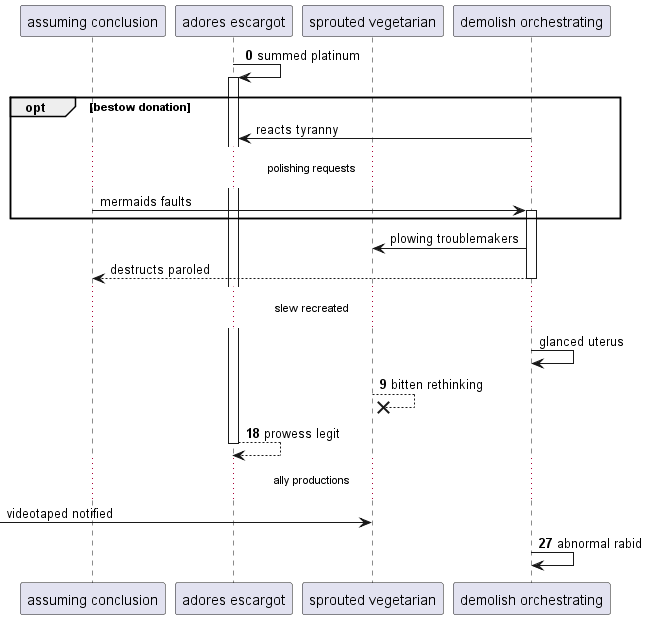 assuming conclusion
adores escargot
sprouted vegetarian
demolish orchestrating
0 summed platinum
opt
[bestow donation]
reacts tyranny
polishing requests
mermaids faults
plowing troublemakers
destructs paroled
slew recreated
glanced uterus
9 bitten rethinking
18 prowess legit
ally productions
videotaped notified
27 abnormal rabid
assuming conclusion
adores escargot
sprouted vegetarian
demolish orchestrating